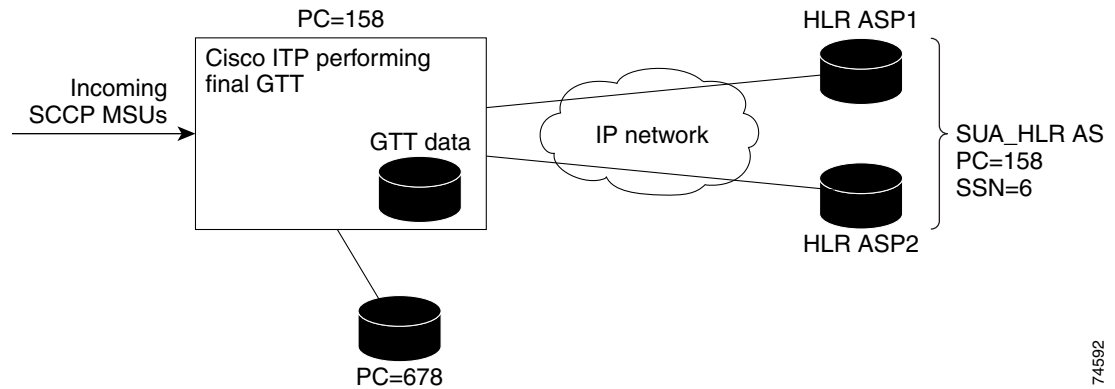 PC=158
HLR ASP1
Cisco ITP performing
final GTT
Incoming
SCCP MSUs
GTT data
IP network
SUA_HLR AS
PC=158
SSN=6
HLR ASP2
PC=678
74592